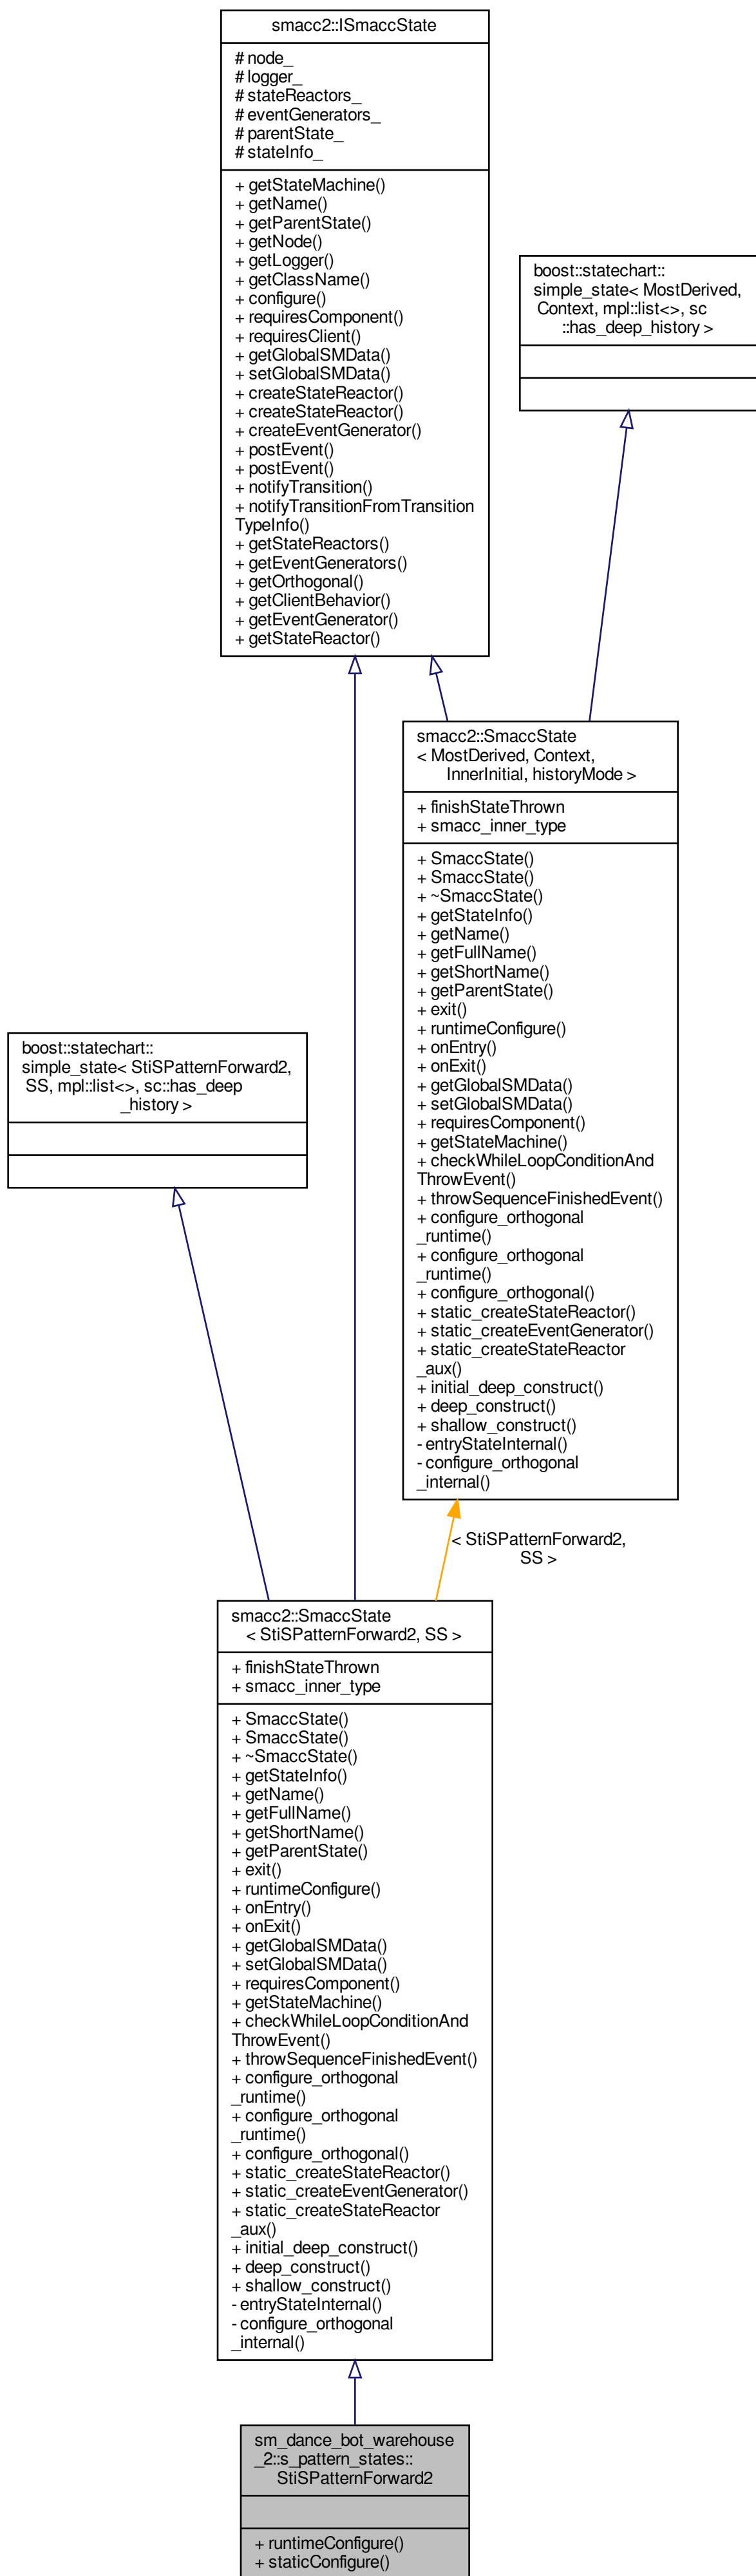 smacc2::ISmaccState
# node_
# logger_
# stateReactors_
# eventGenerators_
# parentState_
# stateInfo_
+ getStateMachine()
+ getName()
+ getParentState()
+ getNode()
+ getLogger()
+ getClassName()
+ configure()
+ requiresComponent()
+ requiresClient()
+ getGlobalSMData()
+ setGlobalSMData()
+ createStateReactor()
+ createStateReactor()
+ createEventGenerator()
+ postEvent()
+ postEvent()
+ notifyTransition()
+ notifyTransitionFromTransition
TypeInfo()
+ getStateReactors()
+ getEventGenerators()
+ getOrthogonal()
+ getClientBehavior()
+ getEventGenerator()
+ getStateReactor()
boost::statechart::
simple_state< MostDerived,
Context, mpl::list<>, sc
::has_deep_history >
smacc2::SmaccState
< MostDerived, Context,
InnerInitial, historyMode >
+ finishStateThrown
+ smacc_inner_type
+ SmaccState()
+ SmaccState()
+ ~SmaccState()
+ getStateInfo()
+ getName()
+ getFullName()
+ getShortName()
+ getParentState()
+ exit()
+ runtimeConfigure()
+ onEntry()
+ onExit()
+ getGlobalSMData()
+ setGlobalSMData()
+ requiresComponent()
+ getStateMachine()
+ checkWhileLoopConditionAnd
ThrowEvent()
+ throwSequenceFinishedEvent()
+ configure_orthogonal
_runtime()
+ configure_orthogonal
_runtime()
+ configure_orthogonal()
+ static_createStateReactor()
+ static_createEventGenerator()
+ static_createStateReactor
_aux()
+ initial_deep_construct()
+ deep_construct()
+ shallow_construct()
- entryStateInternal()
- configure_orthogonal
_internal()
boost::statechart::
simple_state< StiSPatternForward2,
SS, mpl::list<>, sc::has_deep
_history >
< StiSPatternForward2,
SS >
smacc2::SmaccState
< StiSPatternForward2, SS >
+ finishStateThrown
+ smacc_inner_type
+ SmaccState()
+ SmaccState()
+ ~SmaccState()
+ getStateInfo()
+ getName()
+ getFullName()
+ getShortName()
+ getParentState()
+ exit()
+ runtimeConfigure()
+ onEntry()
+ onExit()
+ getGlobalSMData()
+ setGlobalSMData()
+ requiresComponent()
+ getStateMachine()
+ checkWhileLoopConditionAnd
ThrowEvent()
+ throwSequenceFinishedEvent()
+ configure_orthogonal
_runtime()
+ configure_orthogonal
_runtime()
+ configure_orthogonal()
+ static_createStateReactor()
+ static_createEventGenerator()
+ static_createStateReactor
_aux()
+ initial_deep_construct()
+ deep_construct()
+ shallow_construct()
- entryStateInternal()
- configure_orthogonal
_internal()
sm_dance_bot_warehouse
_2::s_pattern_states::
StiSPatternForward2
+ runtimeConfigure()
+ staticConfigure()